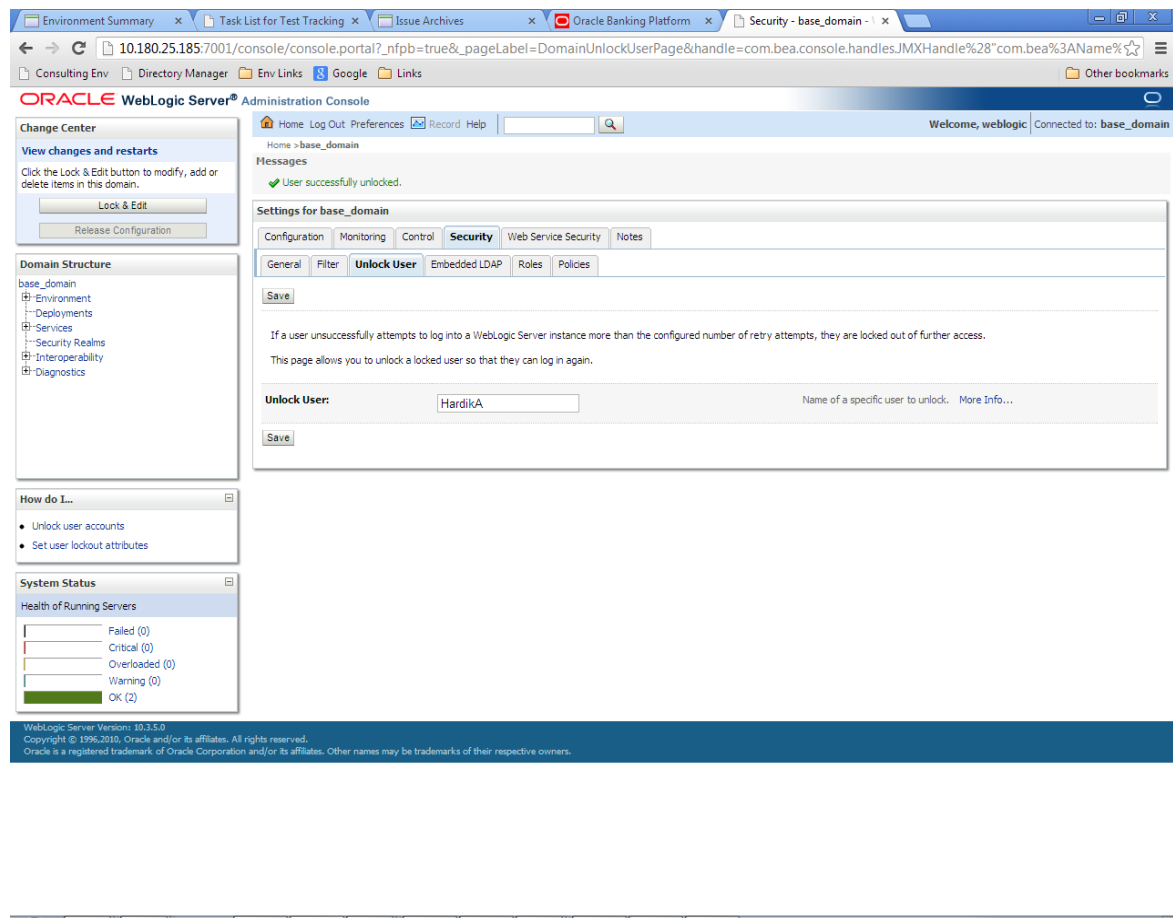 Environment Summary
Task List for Test Tracking
Issue Archives
Oracle Banking Platform
Security - base_domain -
10.180.25.185:7001/console/console.portal?_nfpb=true&_pageLabel=DomainUnlockUserPage&handle=com.bea.console.handles.JMXHandle%28"com.bea%3AName%
Consulting Env
Directory Manager
Env Links
Google
Links
Other bookmarks
ORACLE WebLogic Server® Administration Console
Change Center
View changes and restarts
Click the Lock & Edit button to modify, add or
delete items in this domain.
Lock & Edit
Release Configuration
Domain Structure
base_domain
Environment
Deployments
Services
Security Realms
Interoperability
Diagnostics
How do I...
Unlock user accounts
Set user lockout attributes
System Status
Health of Running Servers
Failed (0)
Critical (0)
Overloaded (0)
Warning (0)
OK (2)
Home Log Out Preferences Record Help
Welcome, weblogic Connected to: base_domain
Home >base_domain
Messages
User successfully unlocked.
Settings for base_domain
Configuration Monitoring Control Security Web Service Security Notes
General Filter Unlock User Embedded LDAP Roles Policies
Save
If a user unsuccessfully attempts to log into a WebLogic Server instance more than the configured number of retry attempts, they are locked out of further access.
This page allows you to unlock a locked user so that they can log in again.
Unlock User: HardikA Name of a specific user to unlock. More Info...
Save
WebLogic Server Version: 10.3.5.0
Copyright © 1996,2010, Oracle and/or its affiliates. All rights reserved.
Oracle is a registered trademark of Oracle Corporation and/or its affiliates. Other names may be trademarks of their respective owners.